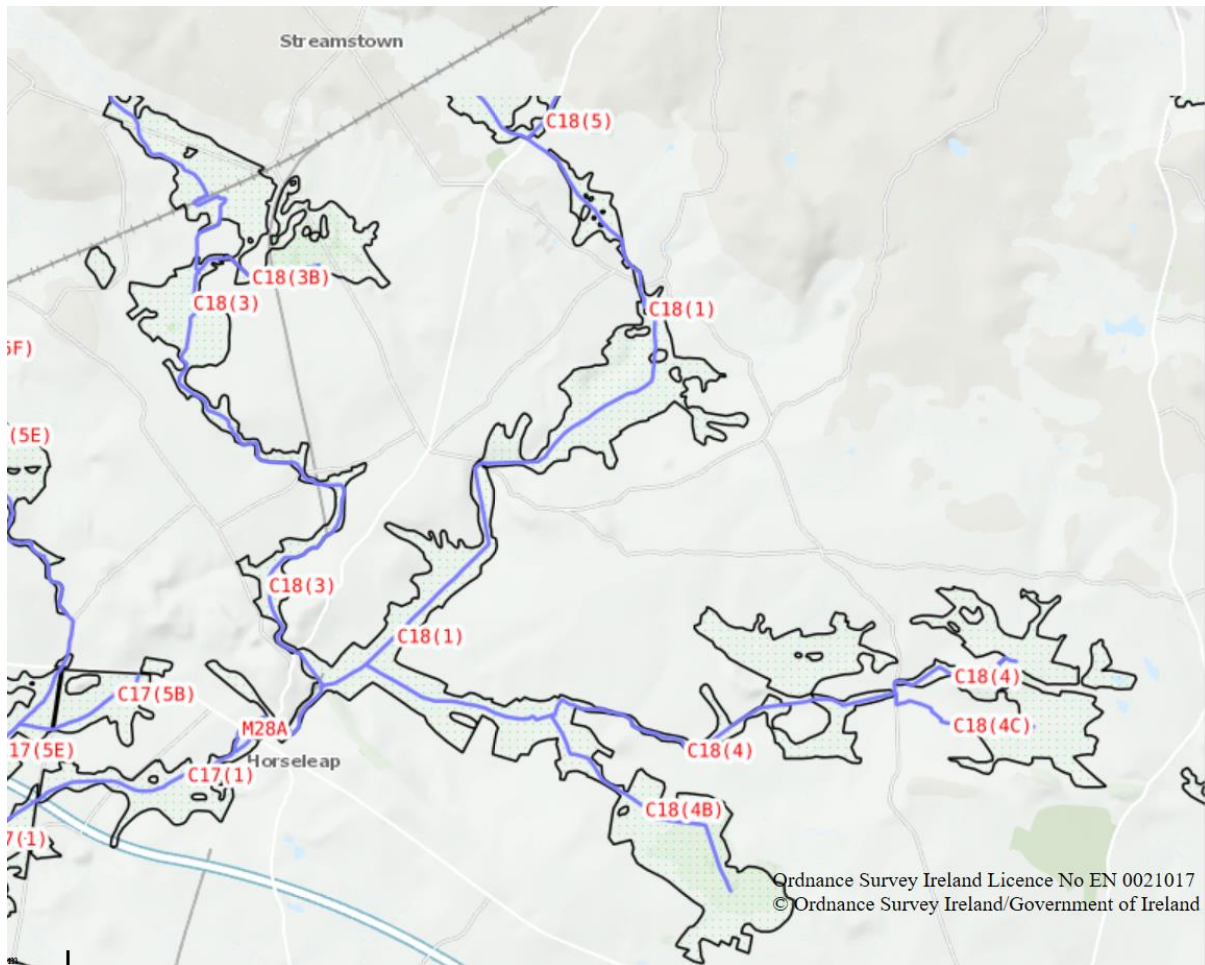 Streamstown
C18(5)
C18(3B)
C18(3)
C18(1)
5F)
(5E)
C18(3)
C18(1)
C18(4)
C17(5B)
C18(4C)
M28A
17(5E)
C18(4)
Horseleap
C17(1)
C18(4B)
7(1)
Ordnance Survey Ireland Licence No EN 0021017
© Ordnance Survey Ireland/Government of Ireland